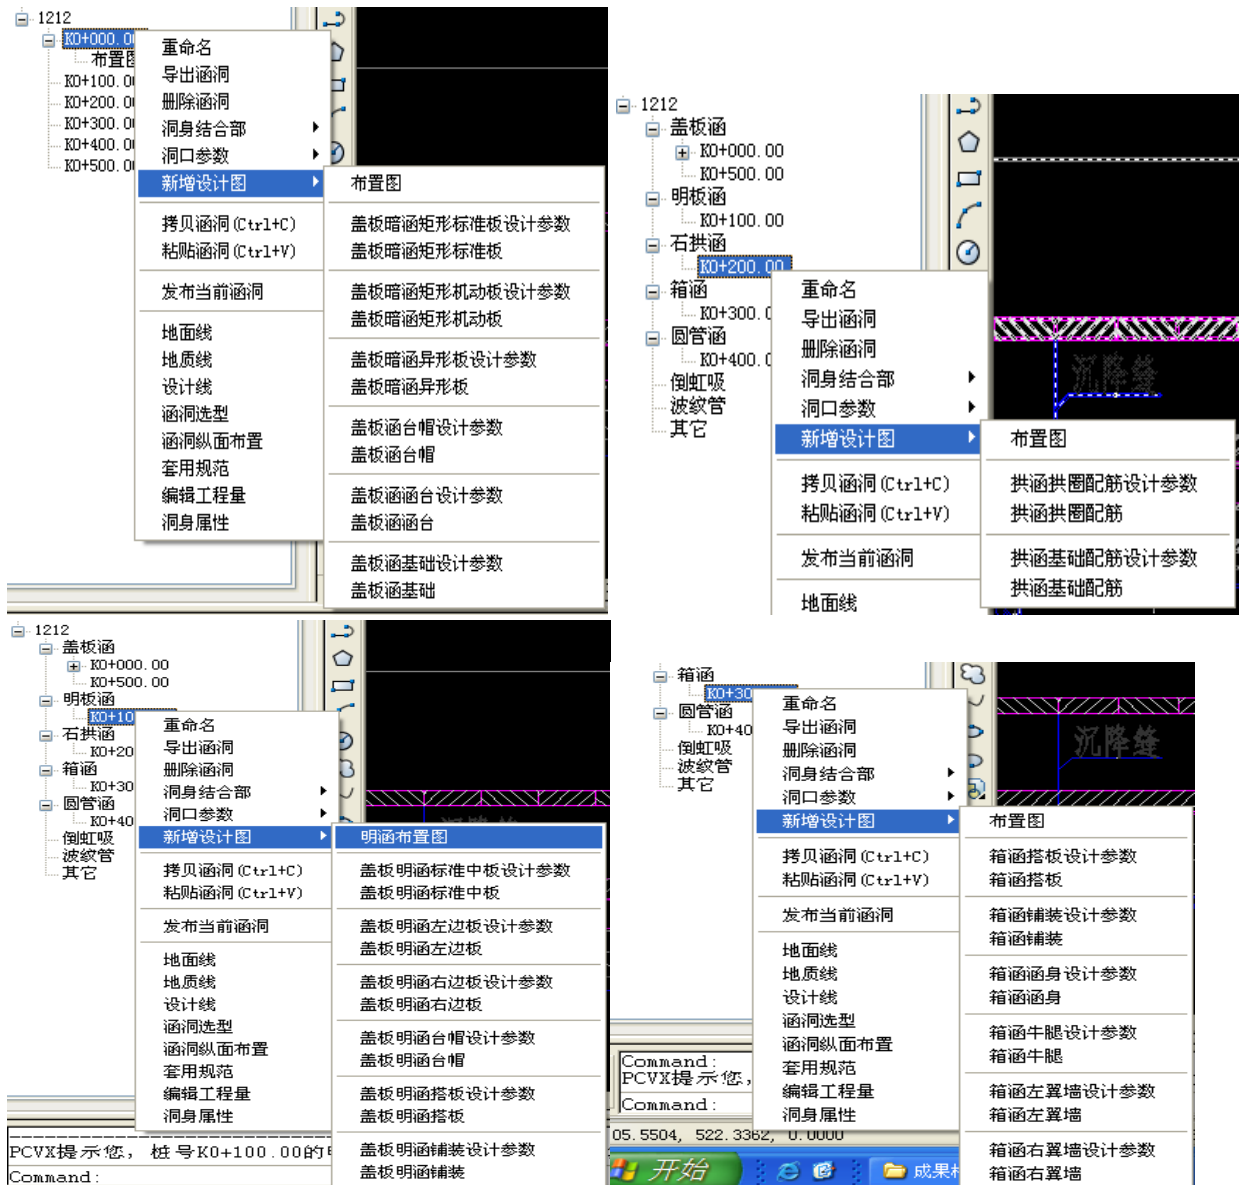 1212
K0+000.0
布置图
K0+100.0
K0+200.0
K0+300.0
K0+400.0
K0+500.0
重命名
导出涵洞
删除涵洞
洞身结合部
洞口参数
新增设计图
拷贝涵洞(Ctrl+C)
粘贴涵洞(Ctrl+V)
发布当前涵洞
地面线
地质线
设计线
涵洞选型
涵洞纵面布置
套用规范
编辑工程量
洞身属性
布置图
盖板暗涵矩形标准板设计参数
盖板暗涵矩形标准板
盖板暗涵矩形机动板设计参数
盖板暗涵矩形机动板
盖板暗涵异形板设计参数
盖板暗涵异形板
盖板涵台帽设计参数
盖板涵台帽
盖板涵涵台设计参数
盖板涵涵台
盖板涵基础设计参数
盖板涵基础
1212
盖板涵
K0+000.00
K0+500.00
明板涵
K0+100.00
石拱涵
K0+200.00
箱涵
K0+300.0
圆管涵
K0+400.0
倒虹吸
波纹管
其它
重命名
导出涵洞
删除涵洞
洞身结合部
洞口参数
新增设计图
拷贝涵洞(Ctrl+C)
粘贴涵洞(Ctrl+V)
发布当前涵洞
地面线
布置图
拱涵拱圈配筋设计参数
拱涵拱圈配筋
拱涵基础配筋设计参数
拱涵基础配筋
沉降缝
1212
盖板涵
K0+000.00
K0+500.00
明板涵
K0+10
石拱涵
K0+20
箱涵
K0+30
圆管涵
K0+40
倒虹吸
波纹管
其它
重命名
导出涵洞
删除涵洞
洞身结合部
洞口参数
新增设计图
拷贝涵洞(Ctrl+C)
粘贴涵洞(Ctrl+V)
发布当前涵洞
地面线
地质线
设计线
涵洞选型
涵洞纵面布置
套用规范
编辑工程量
洞身属性
明涵布置图
盖板明涵标准中板设计参数
盖板明涵标准中板
盖板明涵左边板设计参数
盖板明涵左边板
盖板明涵右边板设计参数
盖板明涵右边板
盖板明涵台帽设计参数
盖板明涵台帽
盖板明涵搭板设计参数
盖板明涵搭板
盖板明涵铺装设计参数
盖板明涵铺装
PCVX提示您, 桩号K0+100.00的
Command:
箱涵
K0+30
圆管涵
K0+40
倒虹吸
波纹管
其它
重命名
导出涵洞
删除涵洞
洞身结合部
洞口参数
新增设计图
拷贝涵洞(Ctrl+C)
粘贴涵洞(Ctrl+V)
发布当前涵洞
地面线
地质线
设计线
涵洞选型
涵洞纵面布置
套用规范
编辑工程量
洞身属性
布置图
箱涵搭板设计参数
箱涵搭板
箱涵铺装设计参数
箱涵铺装
箱涵涵身设计参数
箱涵涵身
箱涵牛腿设计参数
箱涵牛腿
箱涵左翼墙设计参数
箱涵左翼墙
箱涵右翼墙设计参数
箱涵右翼墙
沉降缝
Command:
PCVX提示您,
Command:
05.5504, 522.3362, 0.0000
开始
成果